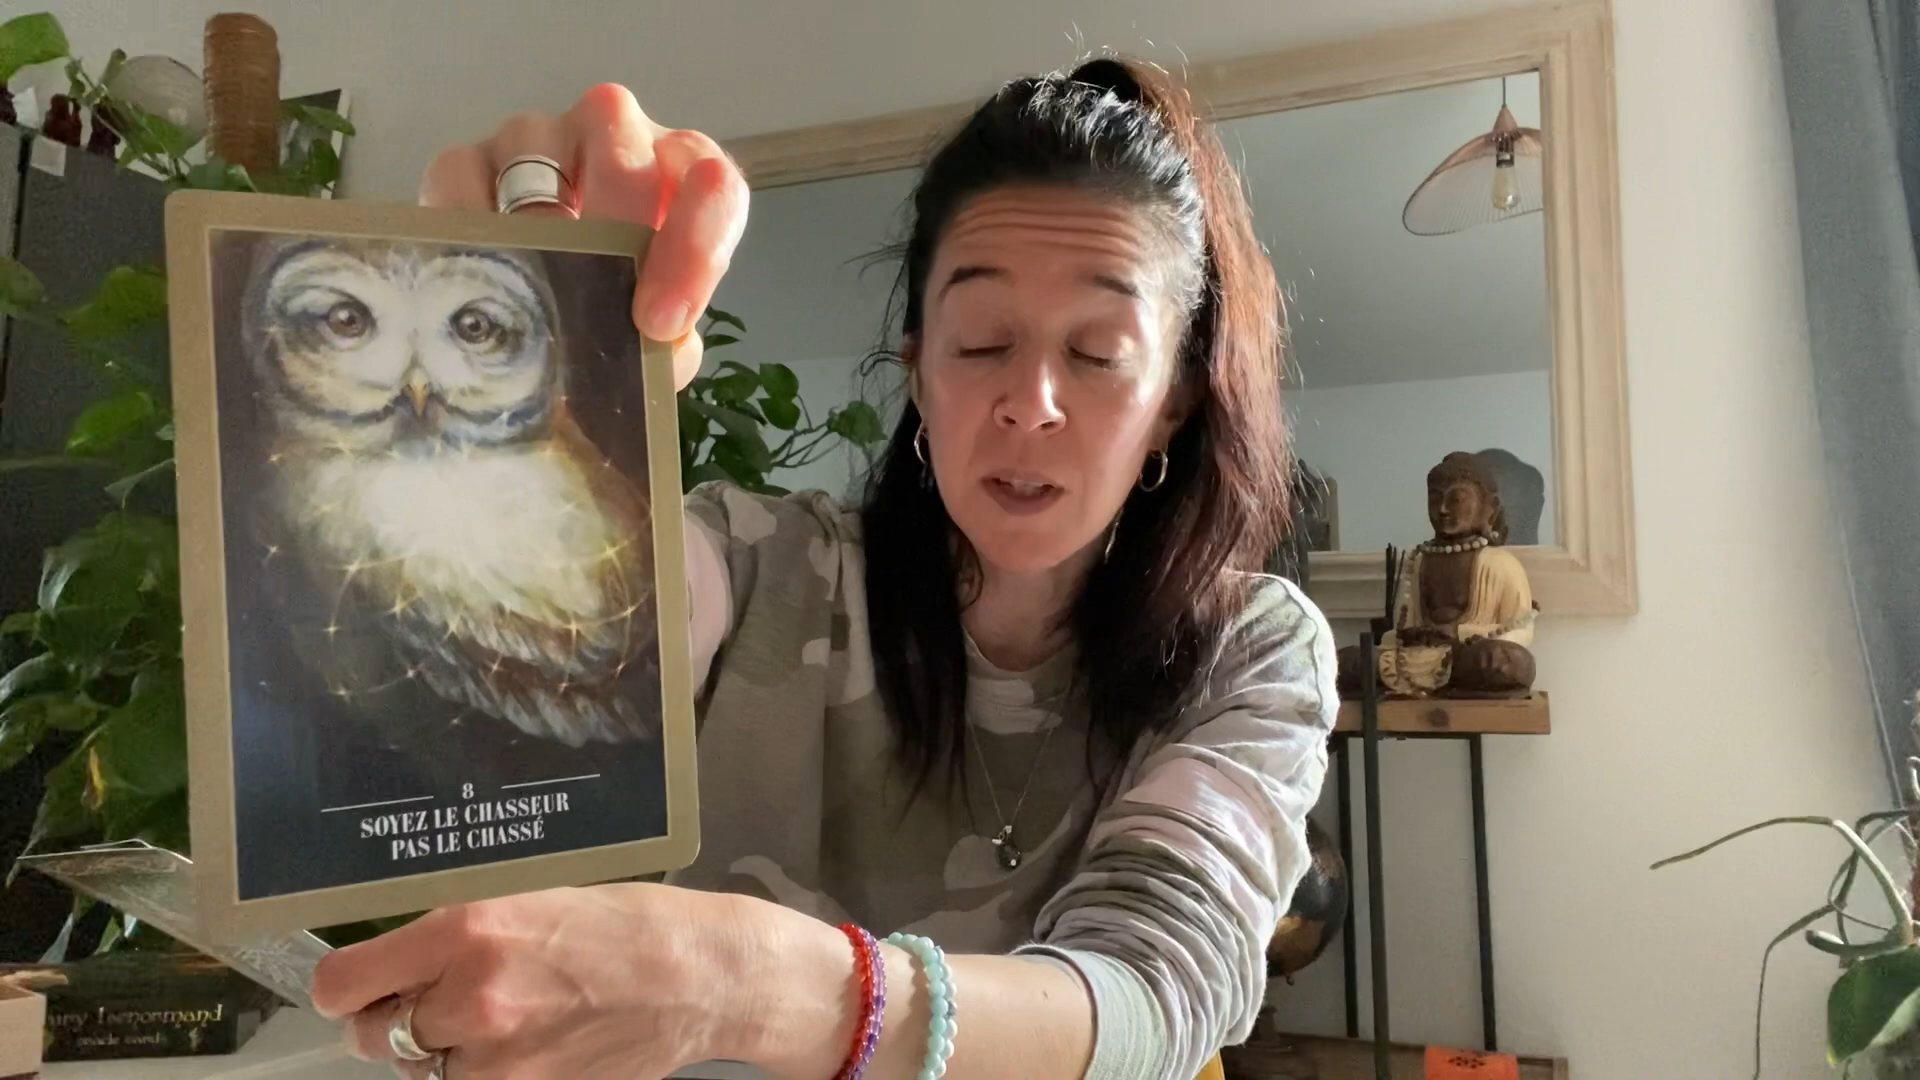 8
SOYEZ LE CHASSEUR
PAS LE CHASSÉ
Lenormand
oracle cards